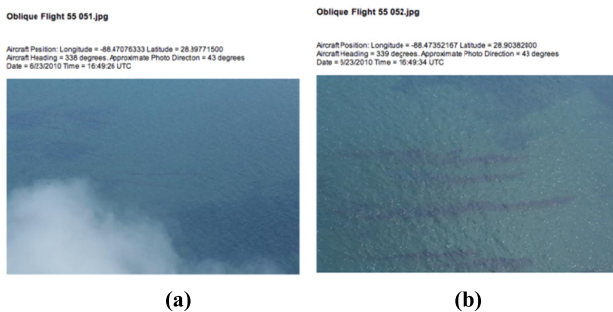 Oblique Flight 55 051.jpg
Aircraft Position: Longitude = -88.47076333 Latitude = 28.89771500
Aircraft Heading = 338 degrees. Approximate Photo Direction = 43 degrees
Date = 6/23/2010 Time = 16:49:26 UTC
(a)
Oblique Flight 55 052.jpg
Aircraft Position: Longitude = -88.47352167 Latitude = 28.90382800
Aircraft Heading = 339 degrees. Approximate Photo Direction = 43 degrees
Date = 5/23/2010 Time = 16:49:34 UTC
(b)